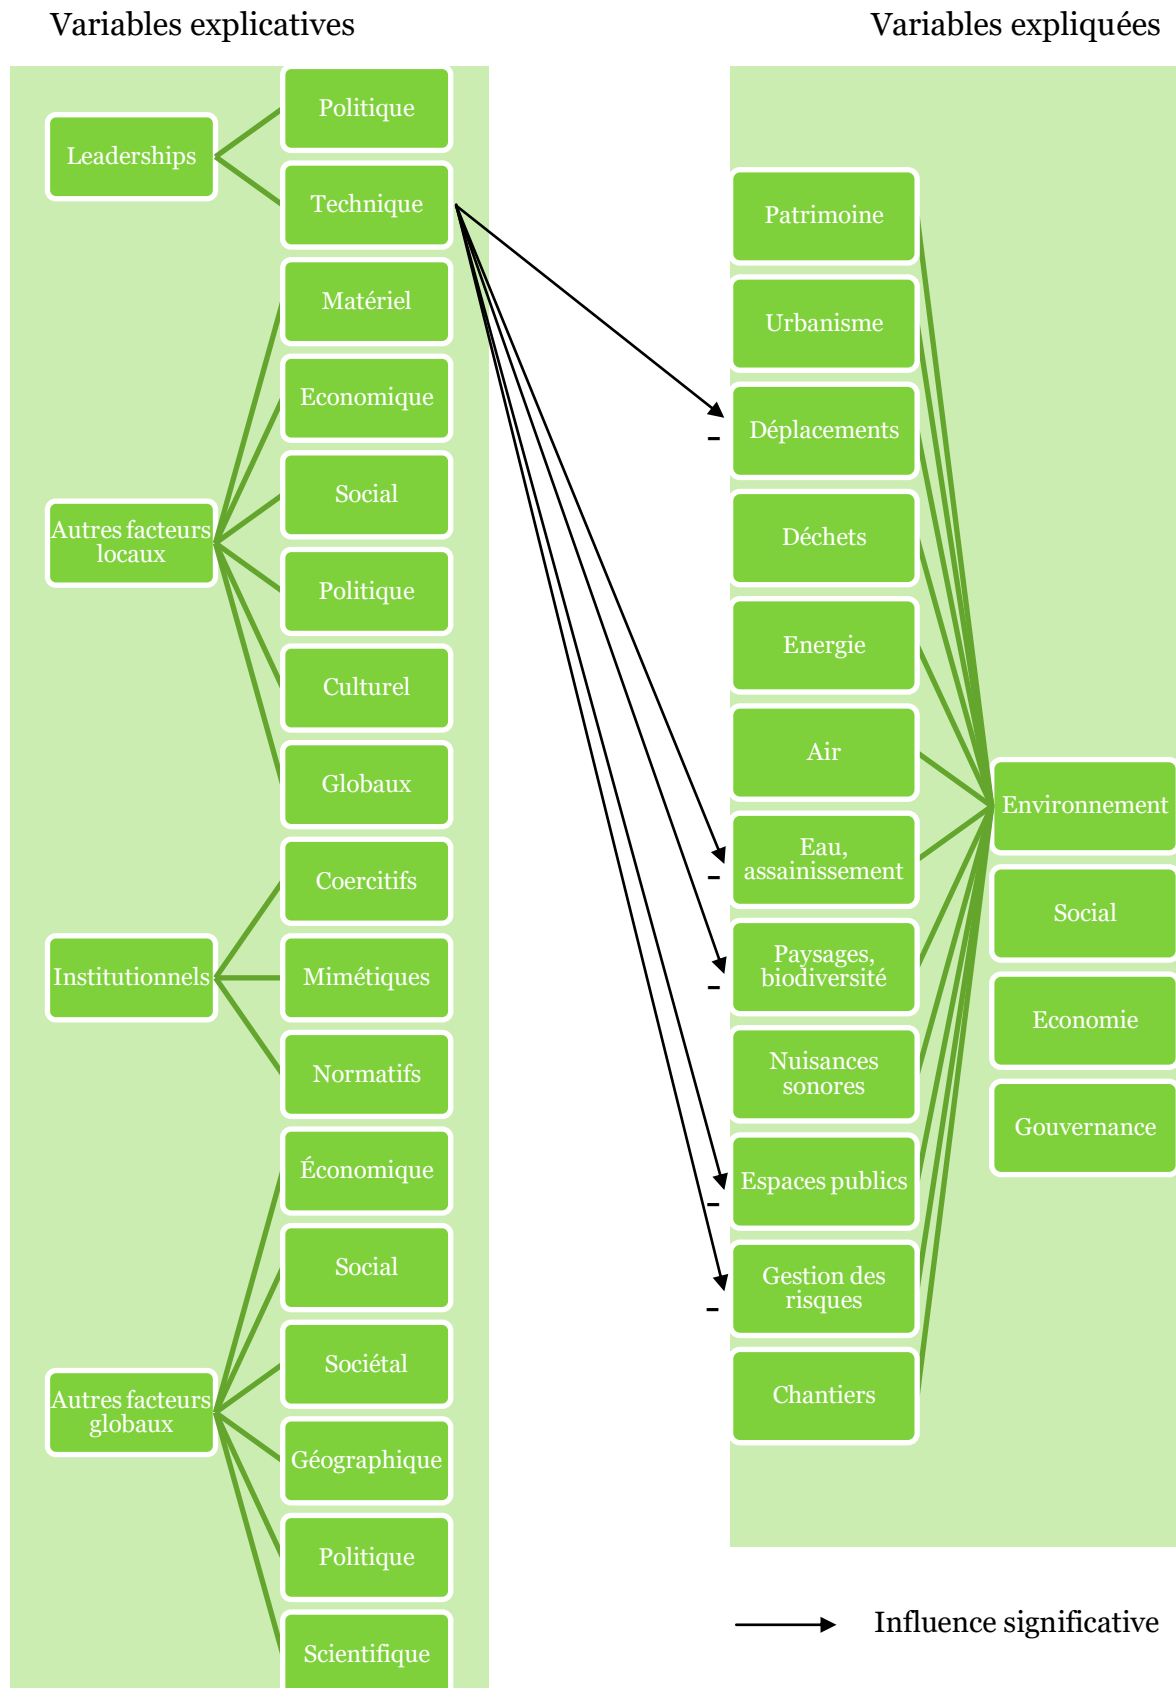 Variables explicatives
Variables expliquées
Leaderships
Politique
Technique
Autres facteurs
locaux
Matériel
Economique
Social
Politique
Culturel
Globaux
Institutionnels
Coercitifs
Mimétiques
Normatifs
Autres facteurs
globaux
Économique
Social
Sociétal
Géographique
Politique
Scientifique
Patrimoine
Urbanisme
Déplacements
-
Déchets
Energie
Air
Eau,
assainissement
-
Paysages,
biodiversité
-
Nuisances
sonores
Espaces publics
-
Gestion des
risques
-
Chantiers
Environnement
Social
Economie
Gouvernance
Influence significative